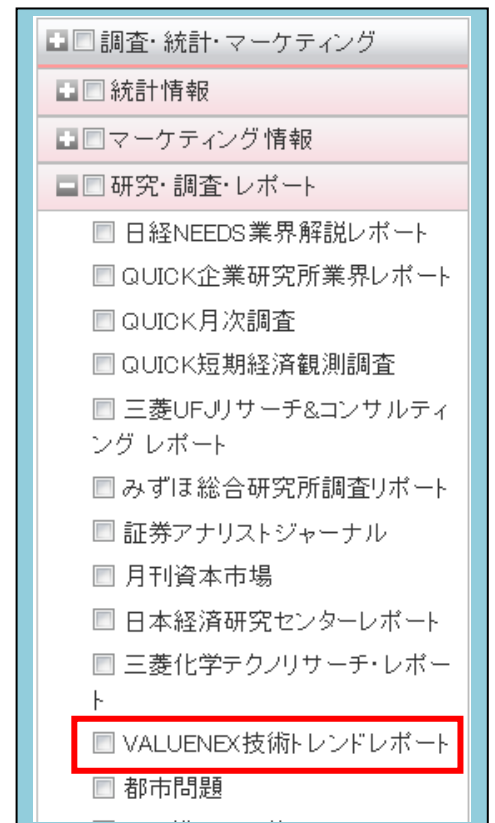 調査・統計・マーケティング
統計情報
マーケティング情報
研究・調査・レポート
日経NEEDS業界解説レポート
QUICK企業研究所業界レポート
QUICK月次調査
QUICK短期経済観測調査
三菱UFJリサーチ&コンサルティ
ング レポート
みずほ総合研究所調査リポート
証券アナリストジャーナル
月刊資本市場
日本経済研究センターレポート
三菱化学テクノリサーチ・レポー
ト
VALUENEX技術トレンドレポート
都市問題